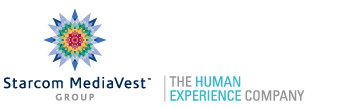 Starcom MediaVest™
GROUP
THE HUMAN
EXPERIENCE COMPANY